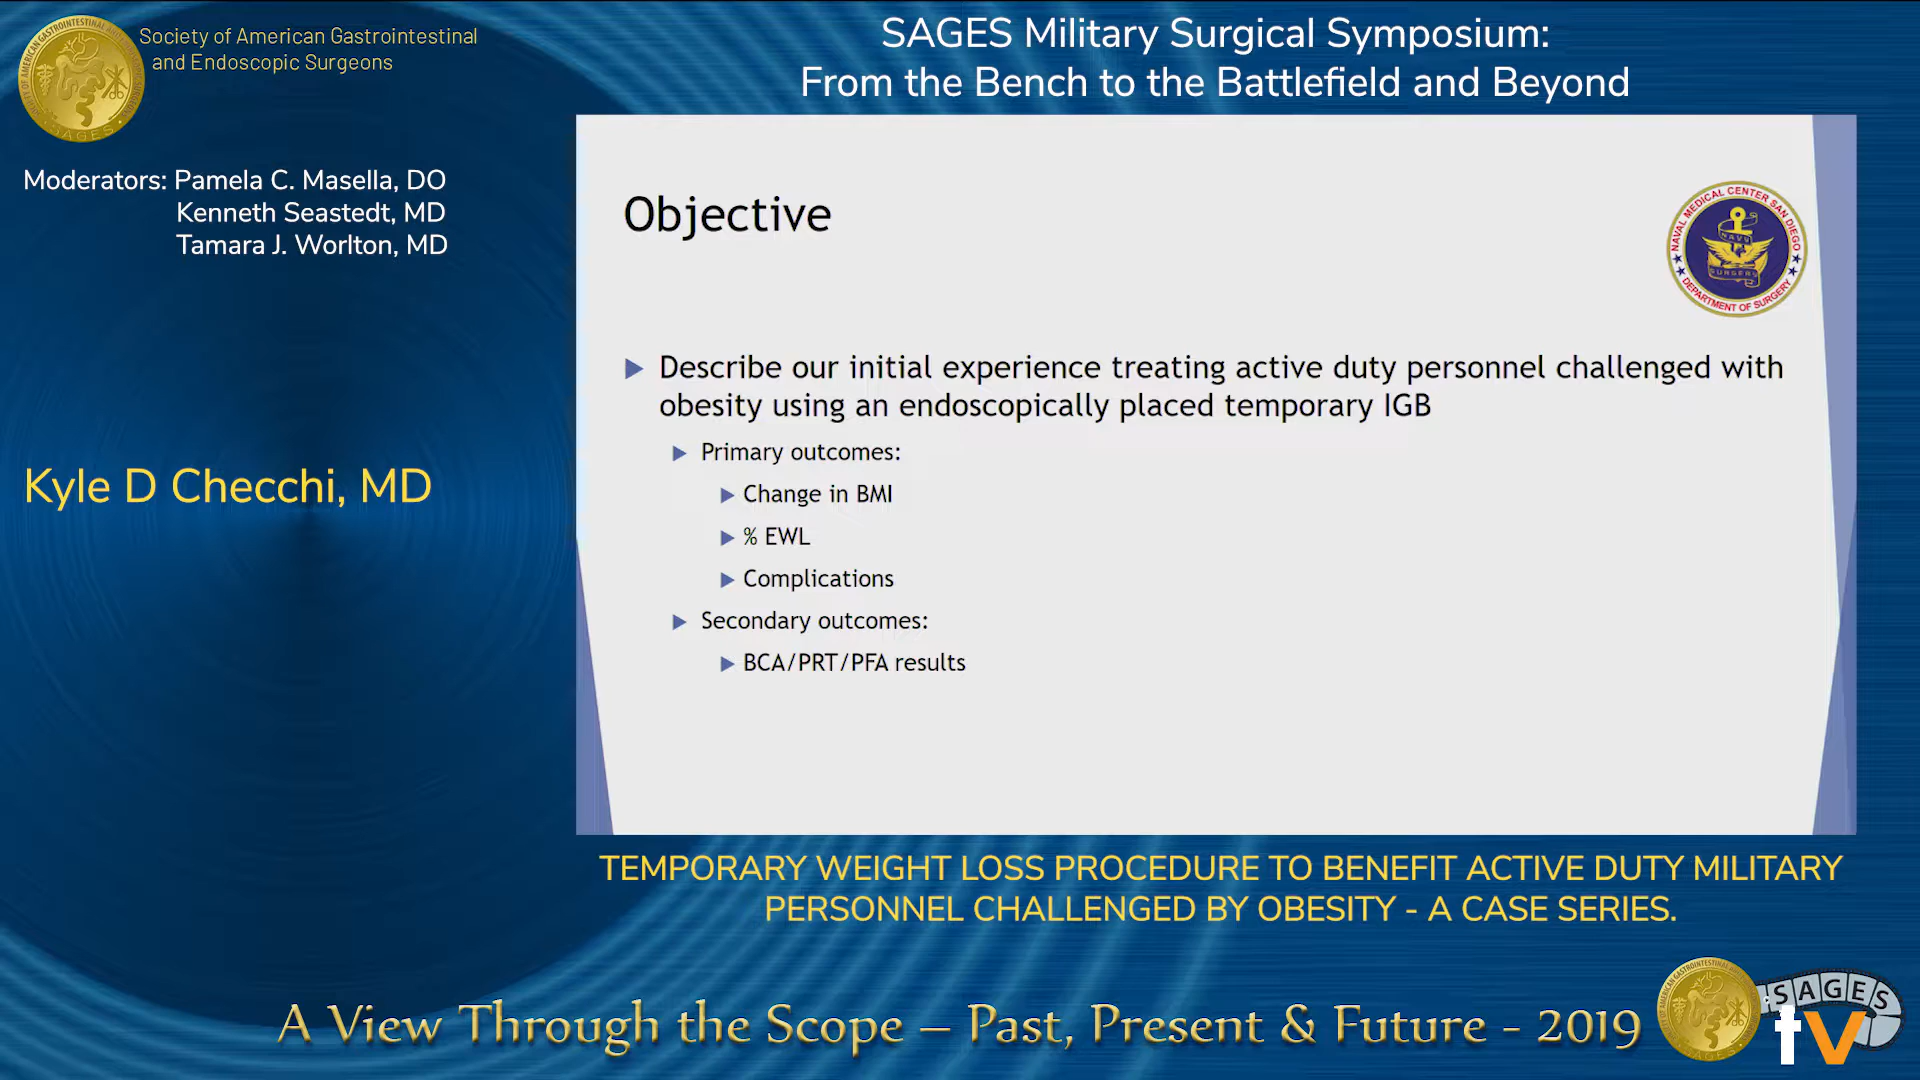 Society of American Gastrointestinal
and Endoscopic Surgeons
SAGES Military Surgical Symposium:
From the Bench to the Battlefield and Beyond
Moderators: Pamela C. Masella, DO
Kenneth Seastedt, MD
Tamara J. Worlton, MD
Kyle D Checchi, MD
Objective
NAVAL MEDICAL CENTER SAN DIEGO
NAVY
SURGERY
DEPARTMENT OF SURGERY
Describe our initial experience treating active duty personnel challenged with
obesity using an endoscopically placed temporary IGB
Primary outcomes:
Change in BMI
% EWL
Complications
Secondary outcomes:
BCA/PRT/PFA results
TEMPORARY WEIGHT LOSS PROCEDURE TO BENEFIT ACTIVE DUTY MILITARY
PERSONNEL CHALLENGED BY OBESITY - A CASE SERIES.
A View Through the Scope – Past, Present & Future - 2019
SAGES
tv